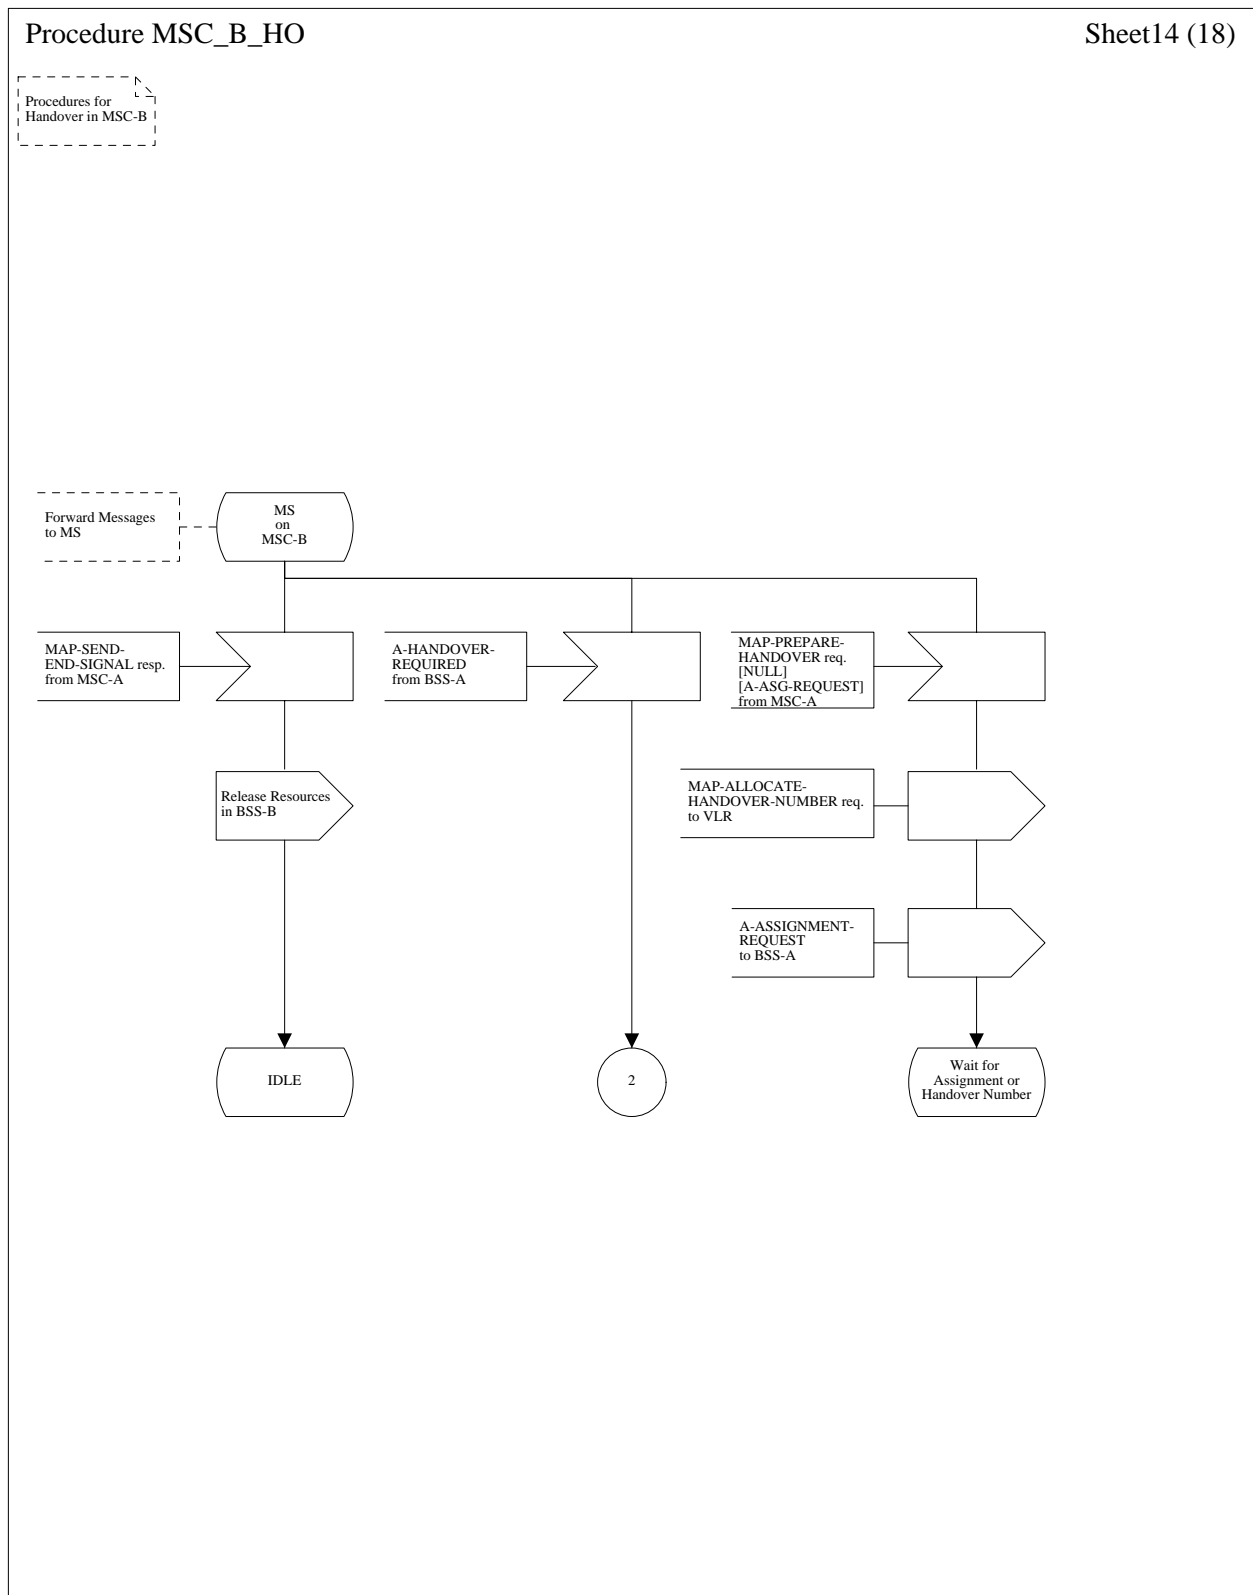 Procedure MSC_B_HO
Sheet14 (18)
Procedures for
Handover in MSC-B
Forward Messages
to MS
MS
on
MSC-B
MAP-SEND-
END-SIGNAL resp.
from MSC-A
A-HANDOVER-
REQUIRED
from BSS-A
MAP-PREPARE-
HANDOVER req.
[NULL]
[A-ASG-REQUEST]
from MSC-A
Release Resources
in BSS-B
MAP-ALLOCATE-
HANDOVER-NUMBER req.
to VLR
A-ASSIGNMENT-
REQUEST
to BSS-A
IDLE
2
Wait for
Assignment or
Handover Number